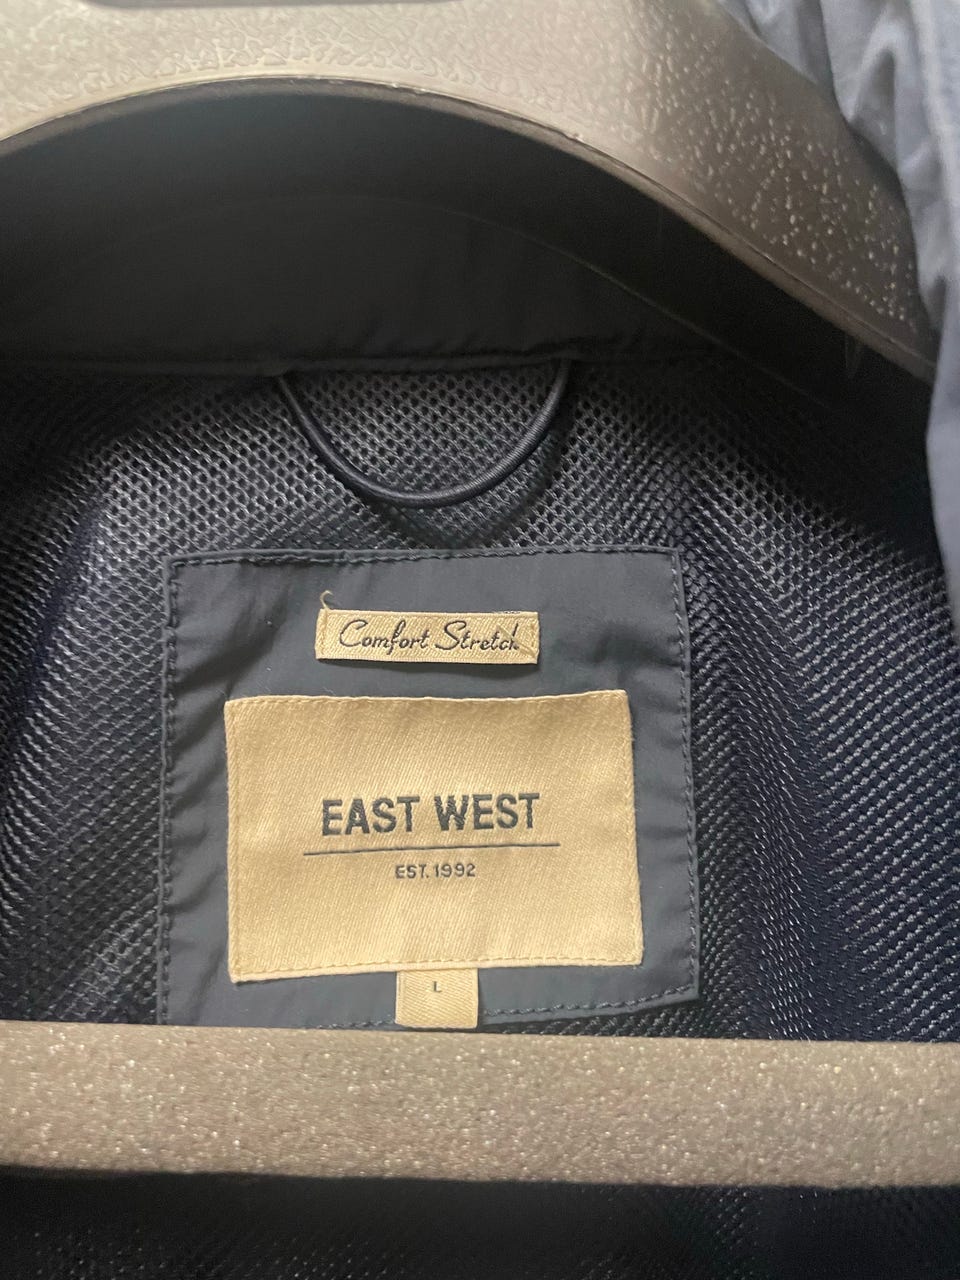 Comfort Stretch
EAST WEST
EST. 1992
L